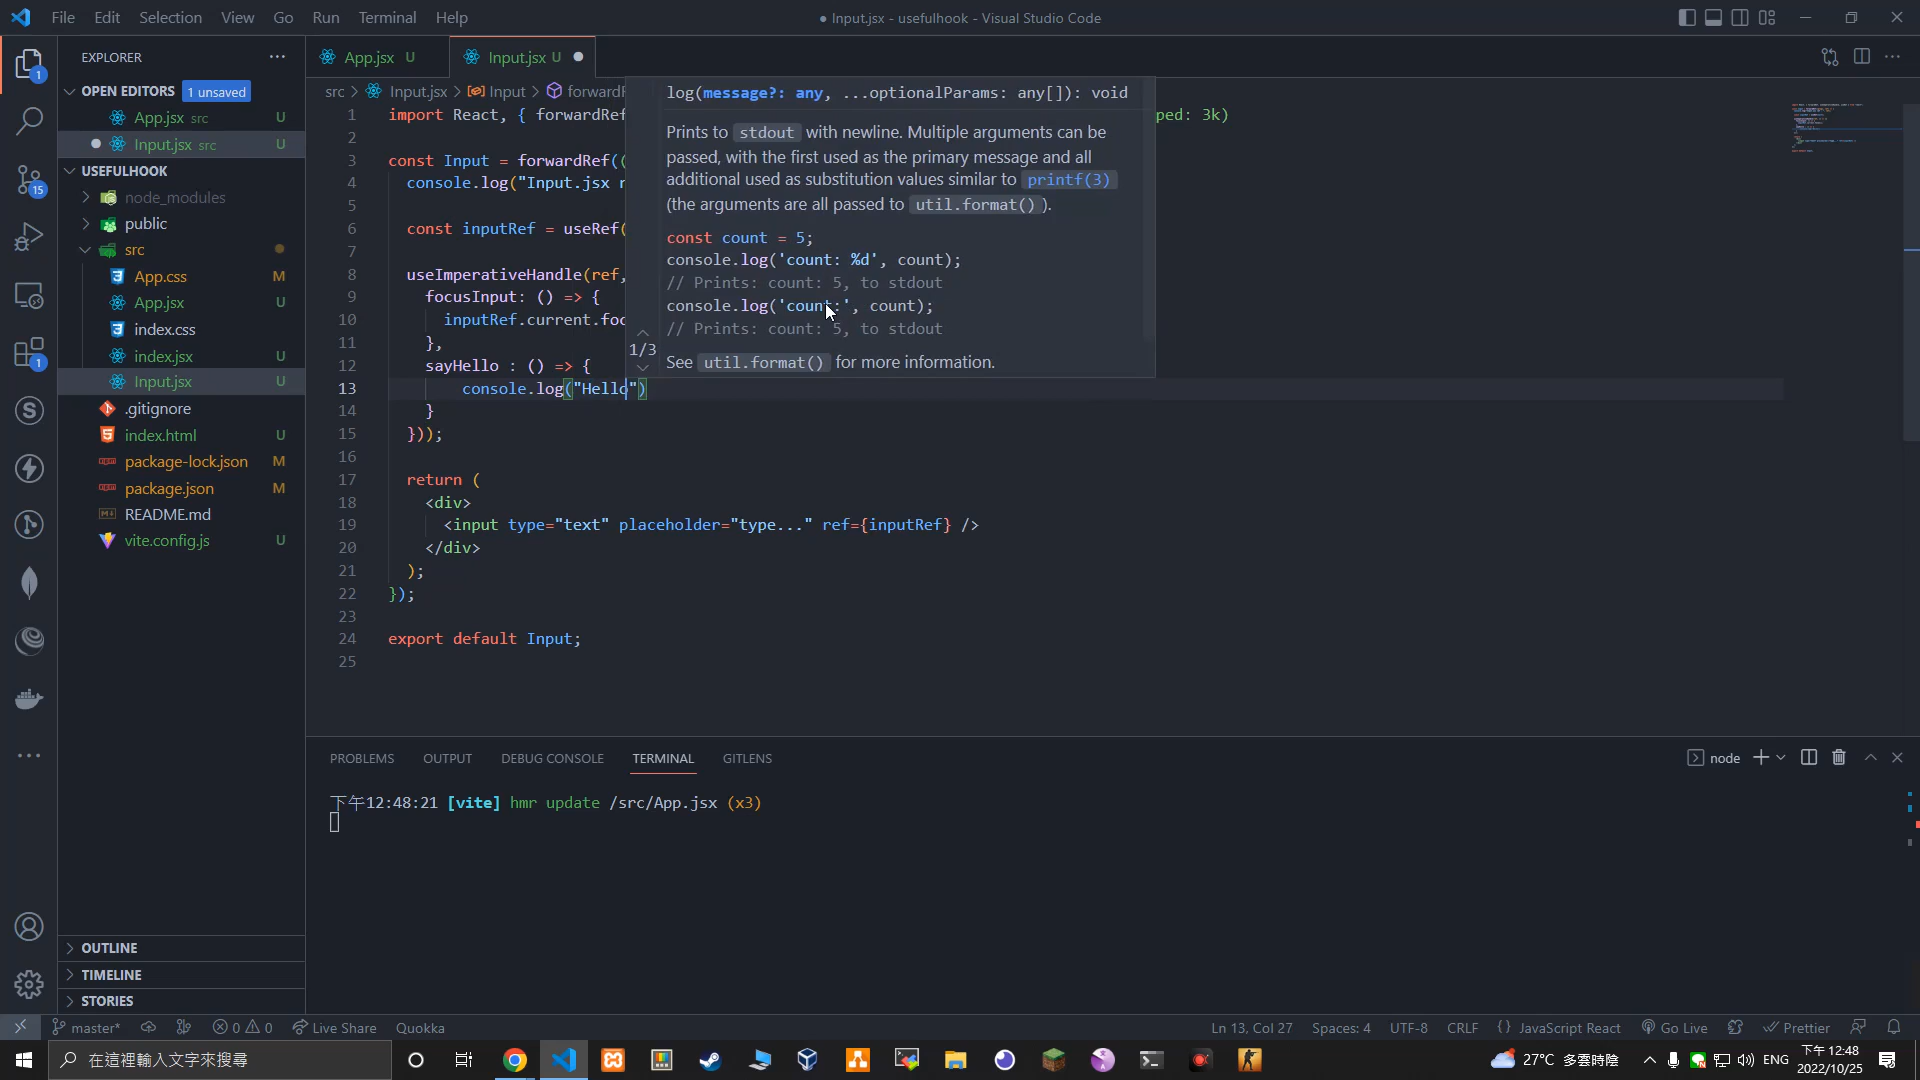 File Edit Selection View Go Run Terminal Help
● Input.jsx - usefulhook - Visual Studio Code
EXPLORER
OPEN EDITORS 1 unsaved
App.jsx src U
Input.jsx src U
USEFULHOOK
node_modules
public
src
App.css M
App.jsx U
index.css
index.jsx U
Input.jsx U
.gitignore
index.html U
package-lock.json M
package.json M
README.md
vite.config.js U
OUTLINE
TIMELINE
STORIES
1
15
1
App.jsx U
Input.jsx U
src > Input.jsx > Input > forwardR
1 import React, { forwardRef
ped: 3k)
2
3 const Input = forwardRef((
4 console.log("Input.jsx r
5
6 const inputRef = useRef(
7
8 useImperativeHandle(ref,
9 focusInput: () => {
10 inputRef.current.foc
11 },
12 sayHello : () => {
13 console.log("Hello")
14 }
15 }));
16
17 return (
18 <div>
19 <input type="text" placeholder="type..." ref={inputRef} />
20 </div>
21 );
22 });
23
24 export default Input;
25
log(message?: any, ...optionalParams: any[]): void
Prints to stdout with newline. Multiple arguments can be
passed, with the first used as the primary message and all
additional used as substitution values similar to printf(3)
(the arguments are all passed to util.format() ).
const count = 5;
console.log('count: %d', count);
// Prints: count: 5, to stdout
console.log('count:', count);
// Prints: count: 5, to stdout
1/3
See util.format() for more information.
PROBLEMS OUTPUT DEBUG CONSOLE TERMINAL GITLENS
node
下午12:48:21 [vite] hmr update /src/App.jsx (x3)
master* 0 0 Live Share Quokka
Ln 13, Col 27 Spaces: 4 UTF-8 CRLF JavaScript React Go Live Prettier
在這裡輸入文字來搜尋
27°C 多雲時陰
ENG
下午 12:48
2022/10/25